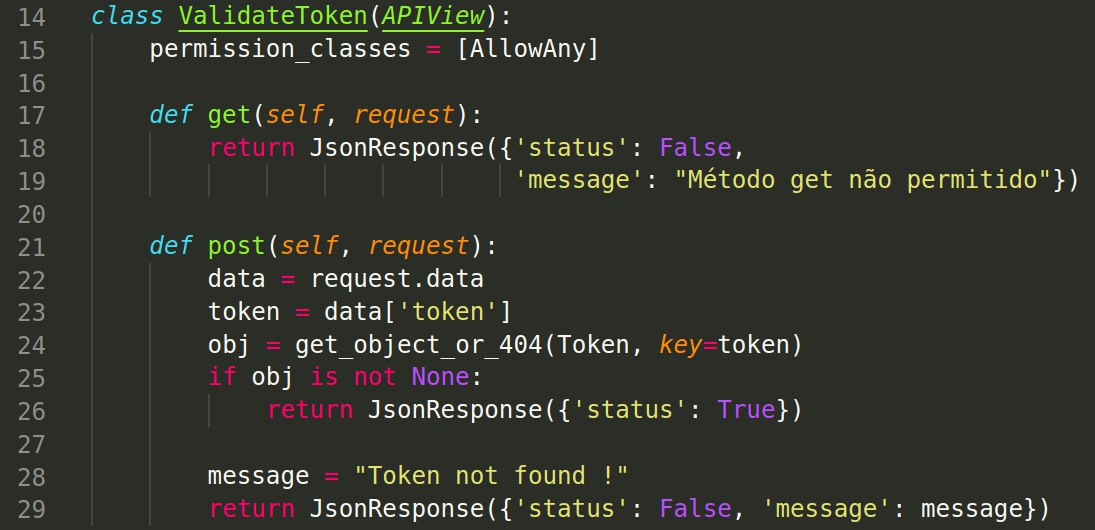 14 class ValidateToken(APIView):
15     permission_classes = [AllowAny]
16
17     def get(self, request):
18         return JsonResponse({'status': False,
19                              'message': "Método get não permitido"})
20
21     def post(self, request):
22         data = request.data
23         token = data['token']
24         obj = get_object_or_404(Token, key=token)
25         if obj is not None:
26             return JsonResponse({'status': True})
27
28         message = "Token not found !"
29         return JsonResponse({'status': False, 'message': message})